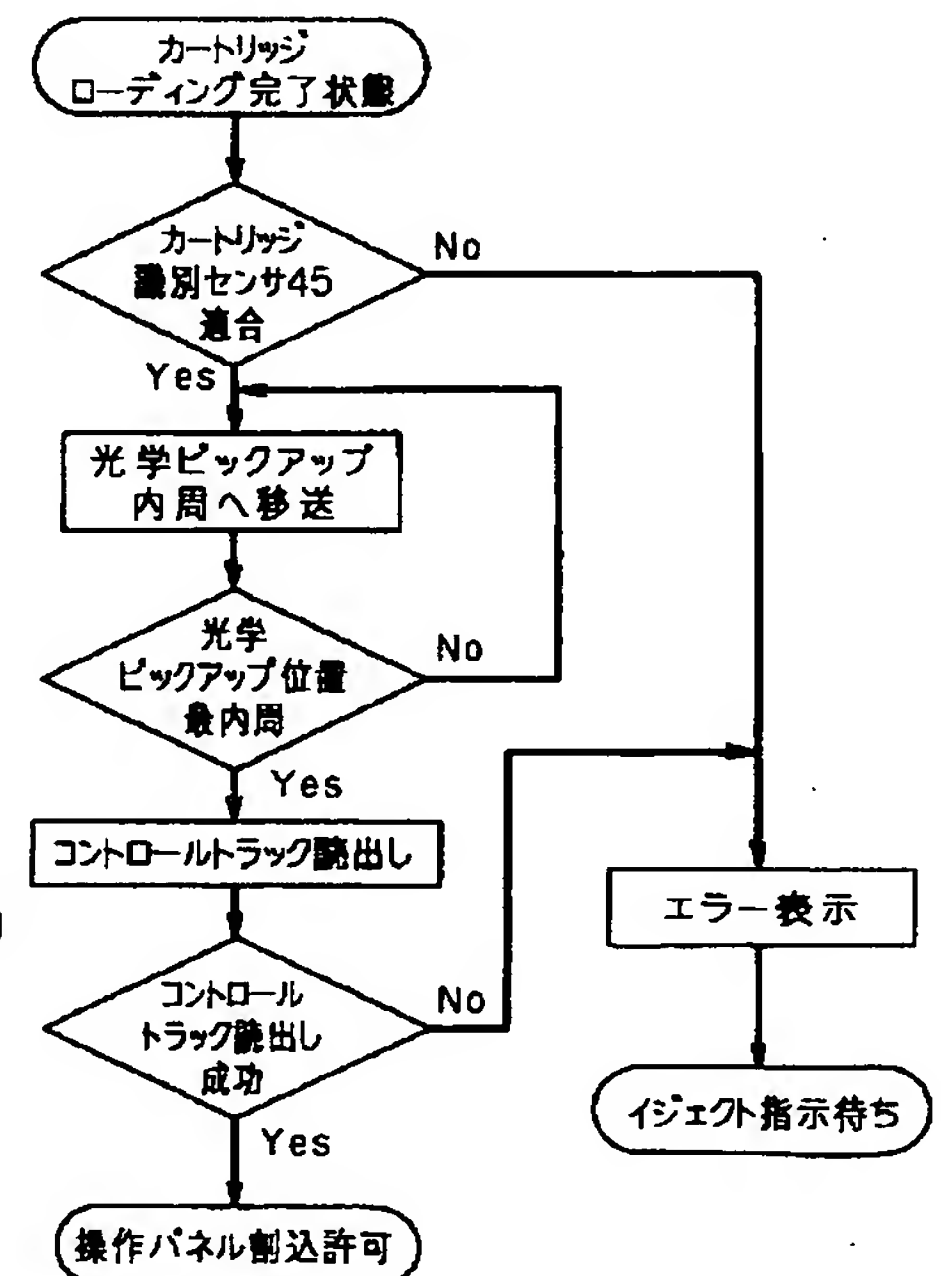 カートリッジ
ローディング完了状態
カートリッジ
識別センサ45
適合
No
Yes
光学ピックアップ
内周へ移送
光学
ピックアップ位置
最内周
No
Yes
コントロールトラック読出し
コントロール
トラック読出し
成功
No
Yes
操作パネル割込許可
エラー表示
イジェクト指示待ち